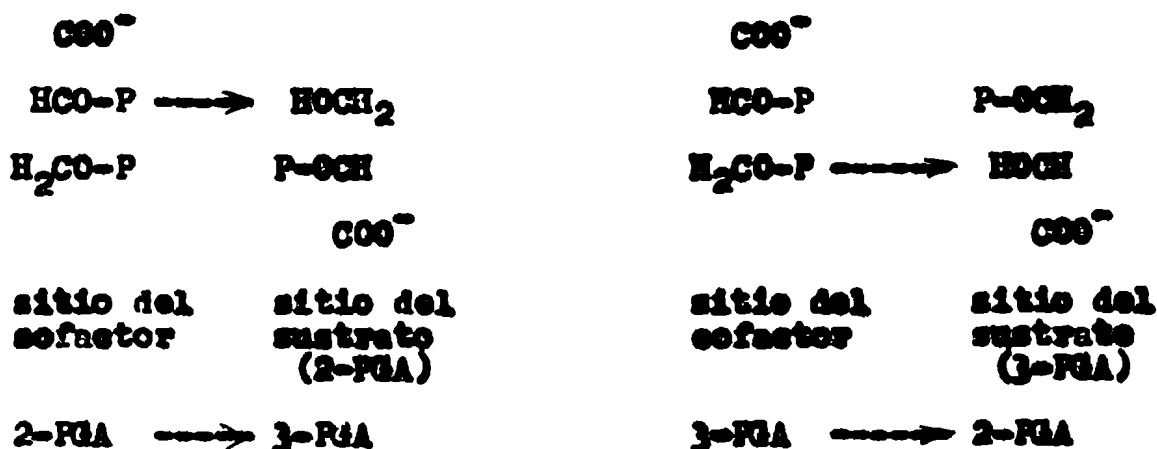 COO⁻ COO⁻
HCO-P ⟶ HOCH₂ HCO-P P-OCH₂
H₂CO-P P-OCH H₂CO-P ⟶ HOCH
COO⁻ COO⁻
sitio del sitio del sitio del sitio del
cofactor sustrato cofactor sustrato
(2-PGA) (3-PGA)
2-PGA ⟶ 3-PGA 3-PGA ⟶ 2-PGA